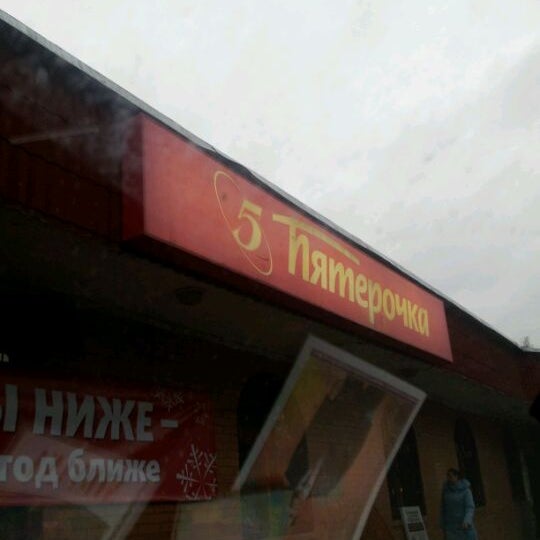 5 Пятерочка
Ы НИЖЕ –
год ближе